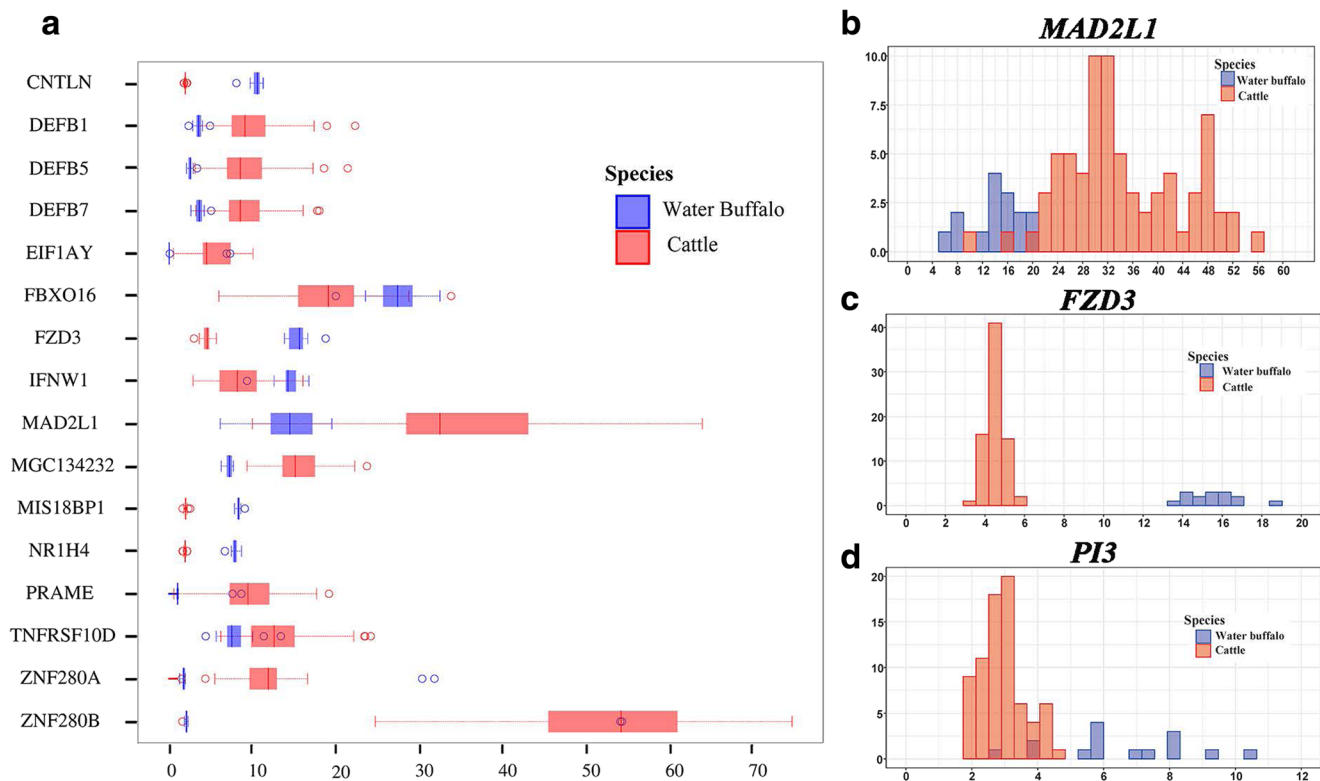 a
CNTLN
DEFB1
DEFB5
DEFB7
EIF1AY
FBXO16
FZD3
IFNW1
MAD2L1
MGC134232
MIS18BP1
NR1H4
PRAME
TNFRSF10D
ZNF280A
ZNF280B
0 10 20 30 40 50 60 70
Species
Water Buffalo
Cattle
b
MAD2L1
10.0
7.5
5.0
2.5
0.0
0 4 8 12 16 20 24 28 32 36 40 44 48 52 56 60
Species
Water buffalo
Cattle
c
FZD3
40
30
20
10
0
0 2 4 6 8 10 12 14 16 18 20
Species
Water buffalo
Cattle
d
PI3
20
15
10
5
0
0 2 4 6 8 10 12
Species
Water buffalo
Cattle